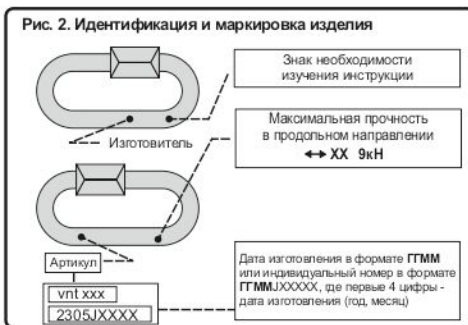 Рис. 2. Идентификация и маркировка изделия
Знак необходимости
изучения инструкции
Изготовитель
Максимальная прочность
в продольном направлении
↔ XX 9кН
Артикул
vnt xxx
2305JXXXX
Дата изготовления в формате ГГММ
или индивидуальный номер в формате
ГГММJXXXXX, где первые 4 цифры -
дата изготовления (год, месяц)